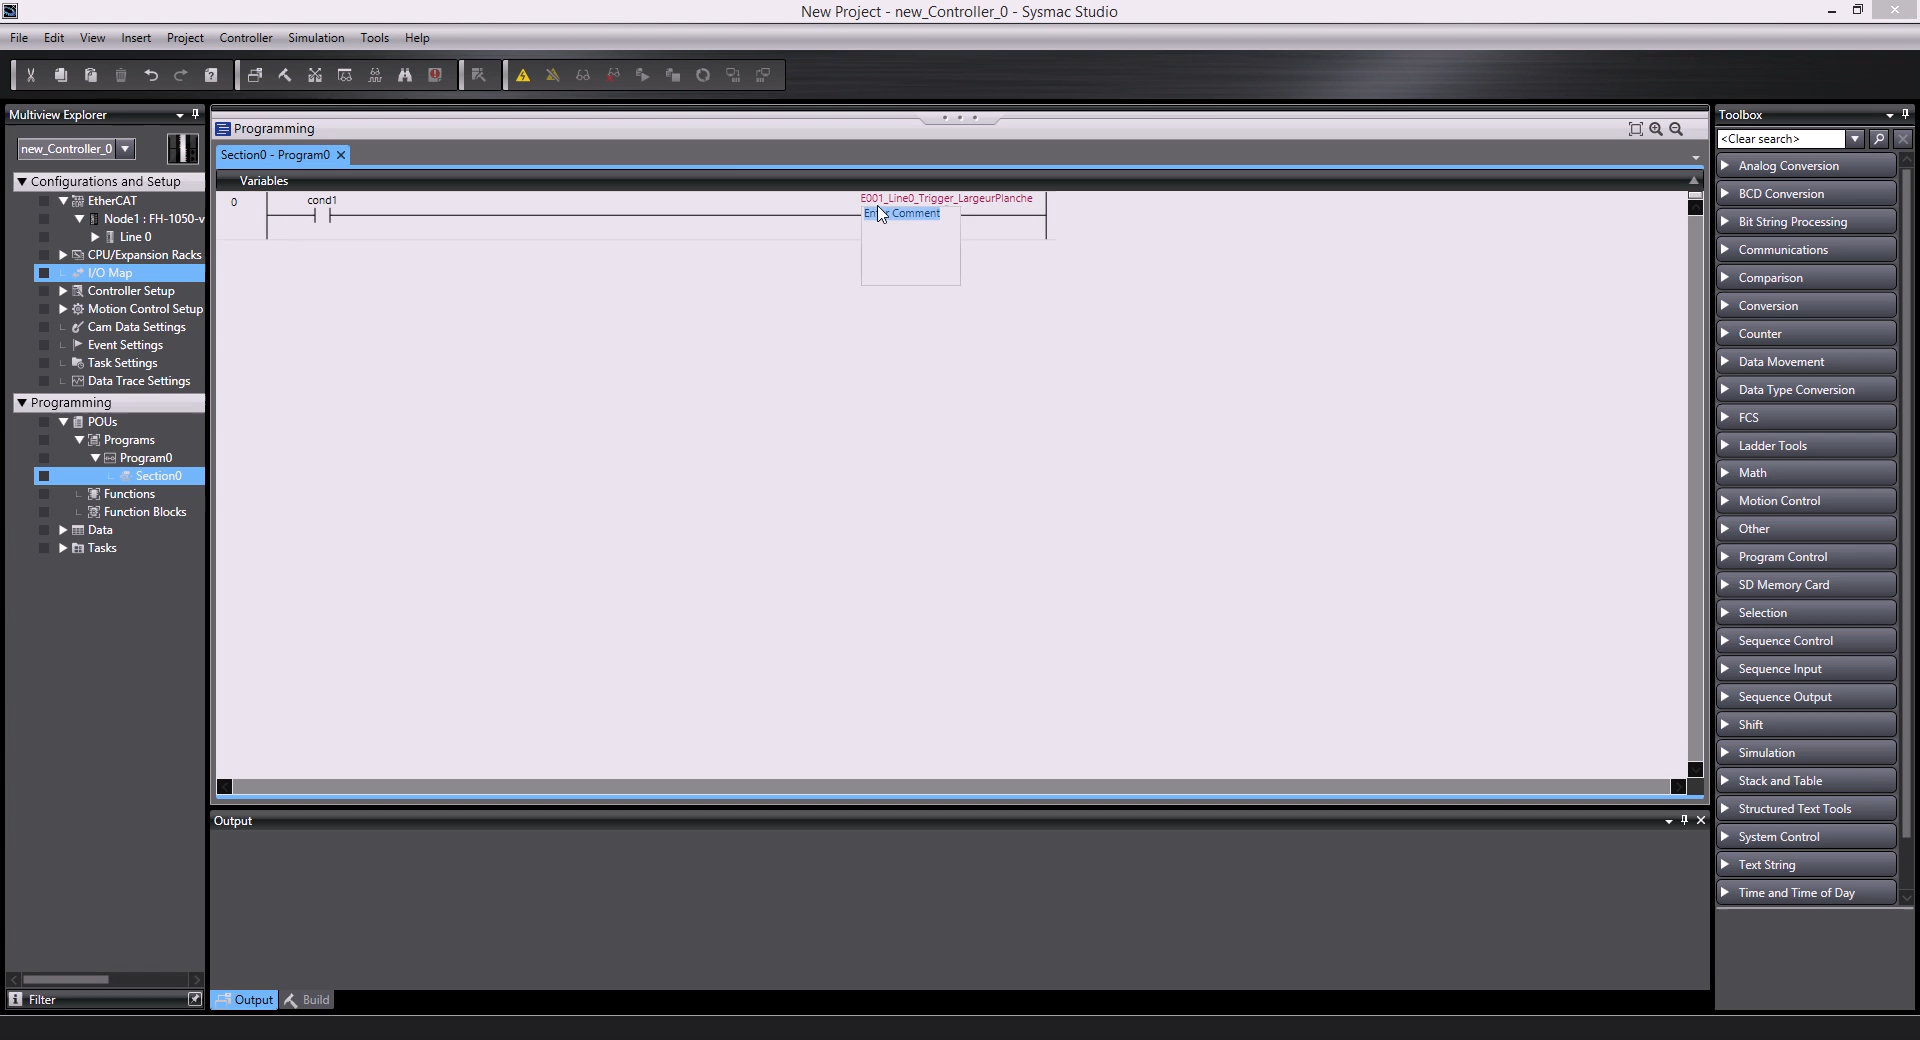 New Project - new_Controller_0 - Sysmac Studio
File Edit View Insert Project Controller Simulation Tools Help
Multiview Explorer
new_Controller_0
Configurations and Setup
EtherCAT
Node1 : FH-1050-v
Line 0
CPU/Expansion Racks
I/O Map
Controller Setup
Motion Control Setup
Cam Data Settings
Event Settings
Task Settings
Data Trace Settings
Programming
POUs
Programs
Program0
Section0
Functions
Function Blocks
Data
Tasks
Filter
Programming
Section0 - Program0
Variables
0
cond1
E001_Line0_Trigger_LargeurPlanche
Comment
Output
Output Build
Toolbox
<Clear search>
Analog Conversion
BCD Conversion
Bit String Processing
Communications
Comparison
Conversion
Counter
Data Movement
Data Type Conversion
FCS
Ladder Tools
Math
Motion Control
Other
Program Control
SD Memory Card
Selection
Sequence Control
Sequence Input
Sequence Output
Shift
Simulation
Stack and Table
Structured Text Tools
System Control
Text String
Time and Time of Day